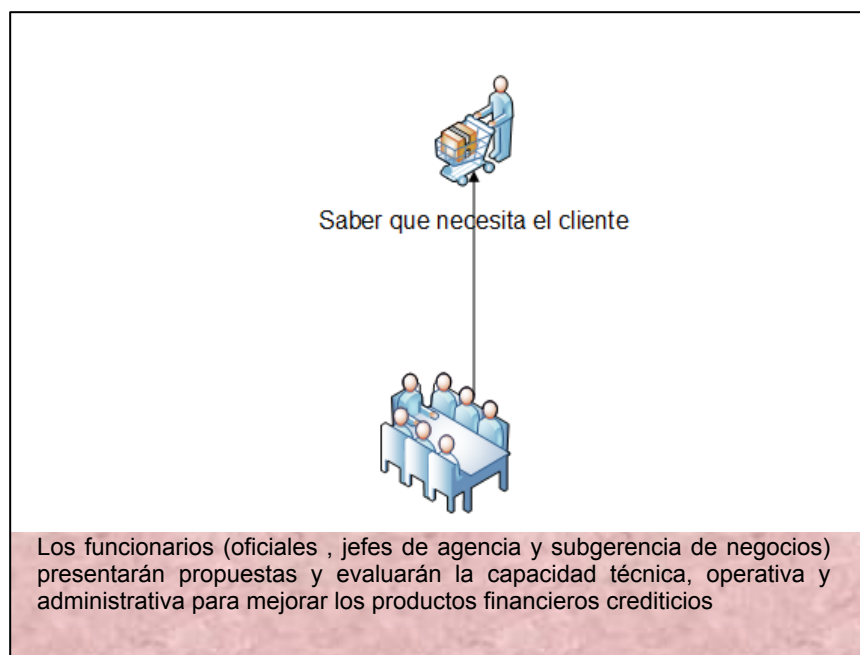 Saber que necesita el cliente
Los funcionarios (oficiales , jefes de agencia y subgerencia de negocios)
presentarán propuestas y evaluarán la capacidad técnica, operativa y
administrativa para mejorar los productos financieros crediticios